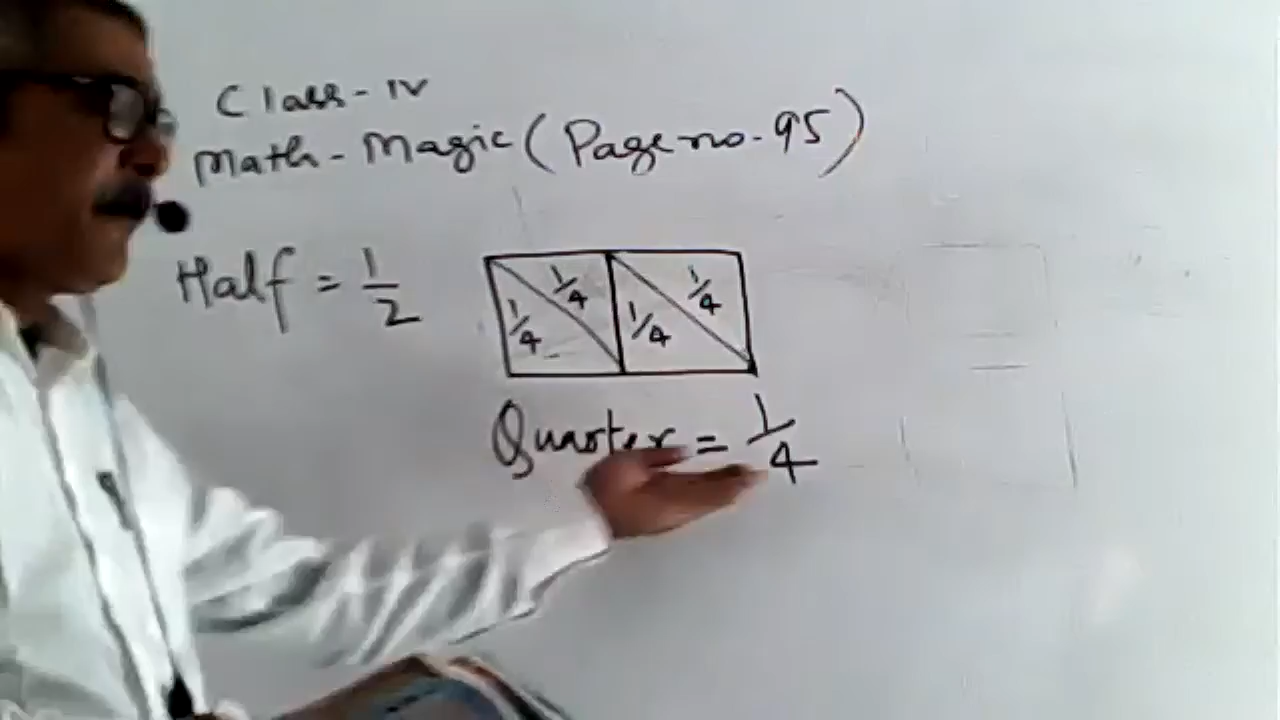 Class-IV
Math-Magic (Page no. 95)
Half = 1/2
1/4 1/4 1/4 1/4
Quarter = 1/4